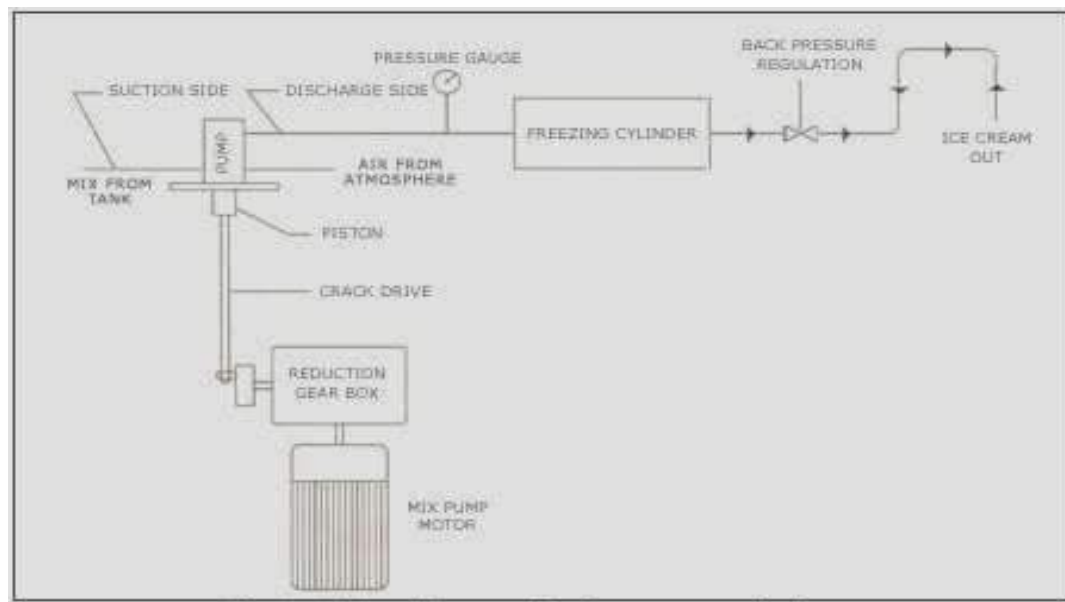 PRESSURE GAUGE
BACK PRESSURE
REGULATION
SUCTION SIDE
DISCHARGE SIDE
PUMP
FREEZING CYLINDER
ICE CREAM
OUT
MIX FROM
TANK
AIR FROM
ATMOSPHERE
PISTON
CRACK DRIVE
REDUCTION
GEAR BOX
MIX PUMP
MOTOR